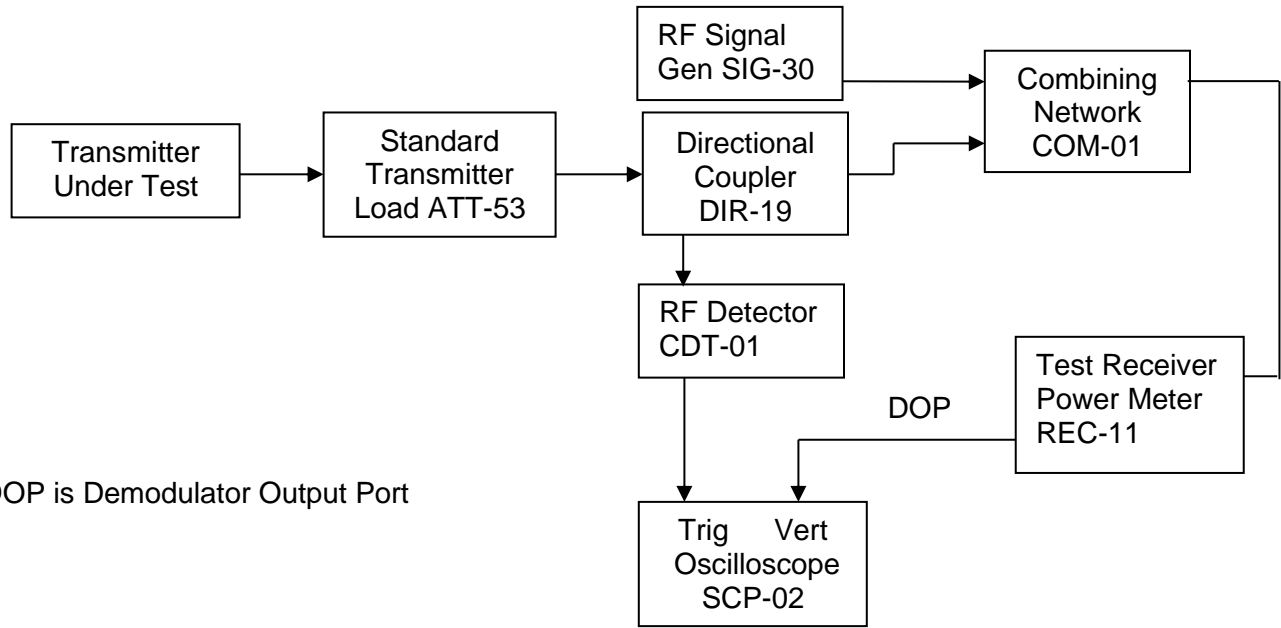 RF Signal
Gen SIG-30
Combining
Network
COM-01
Transmitter
Under Test
Standard
Transmitter
Load ATT-53
Directional
Coupler
DIR-19
RF Detector
CDT-01
Test Receiver
Power Meter
REC-11
DOP
OOP is Demodulator Output Port
Trig Vert
Oscilloscope
SCP-02